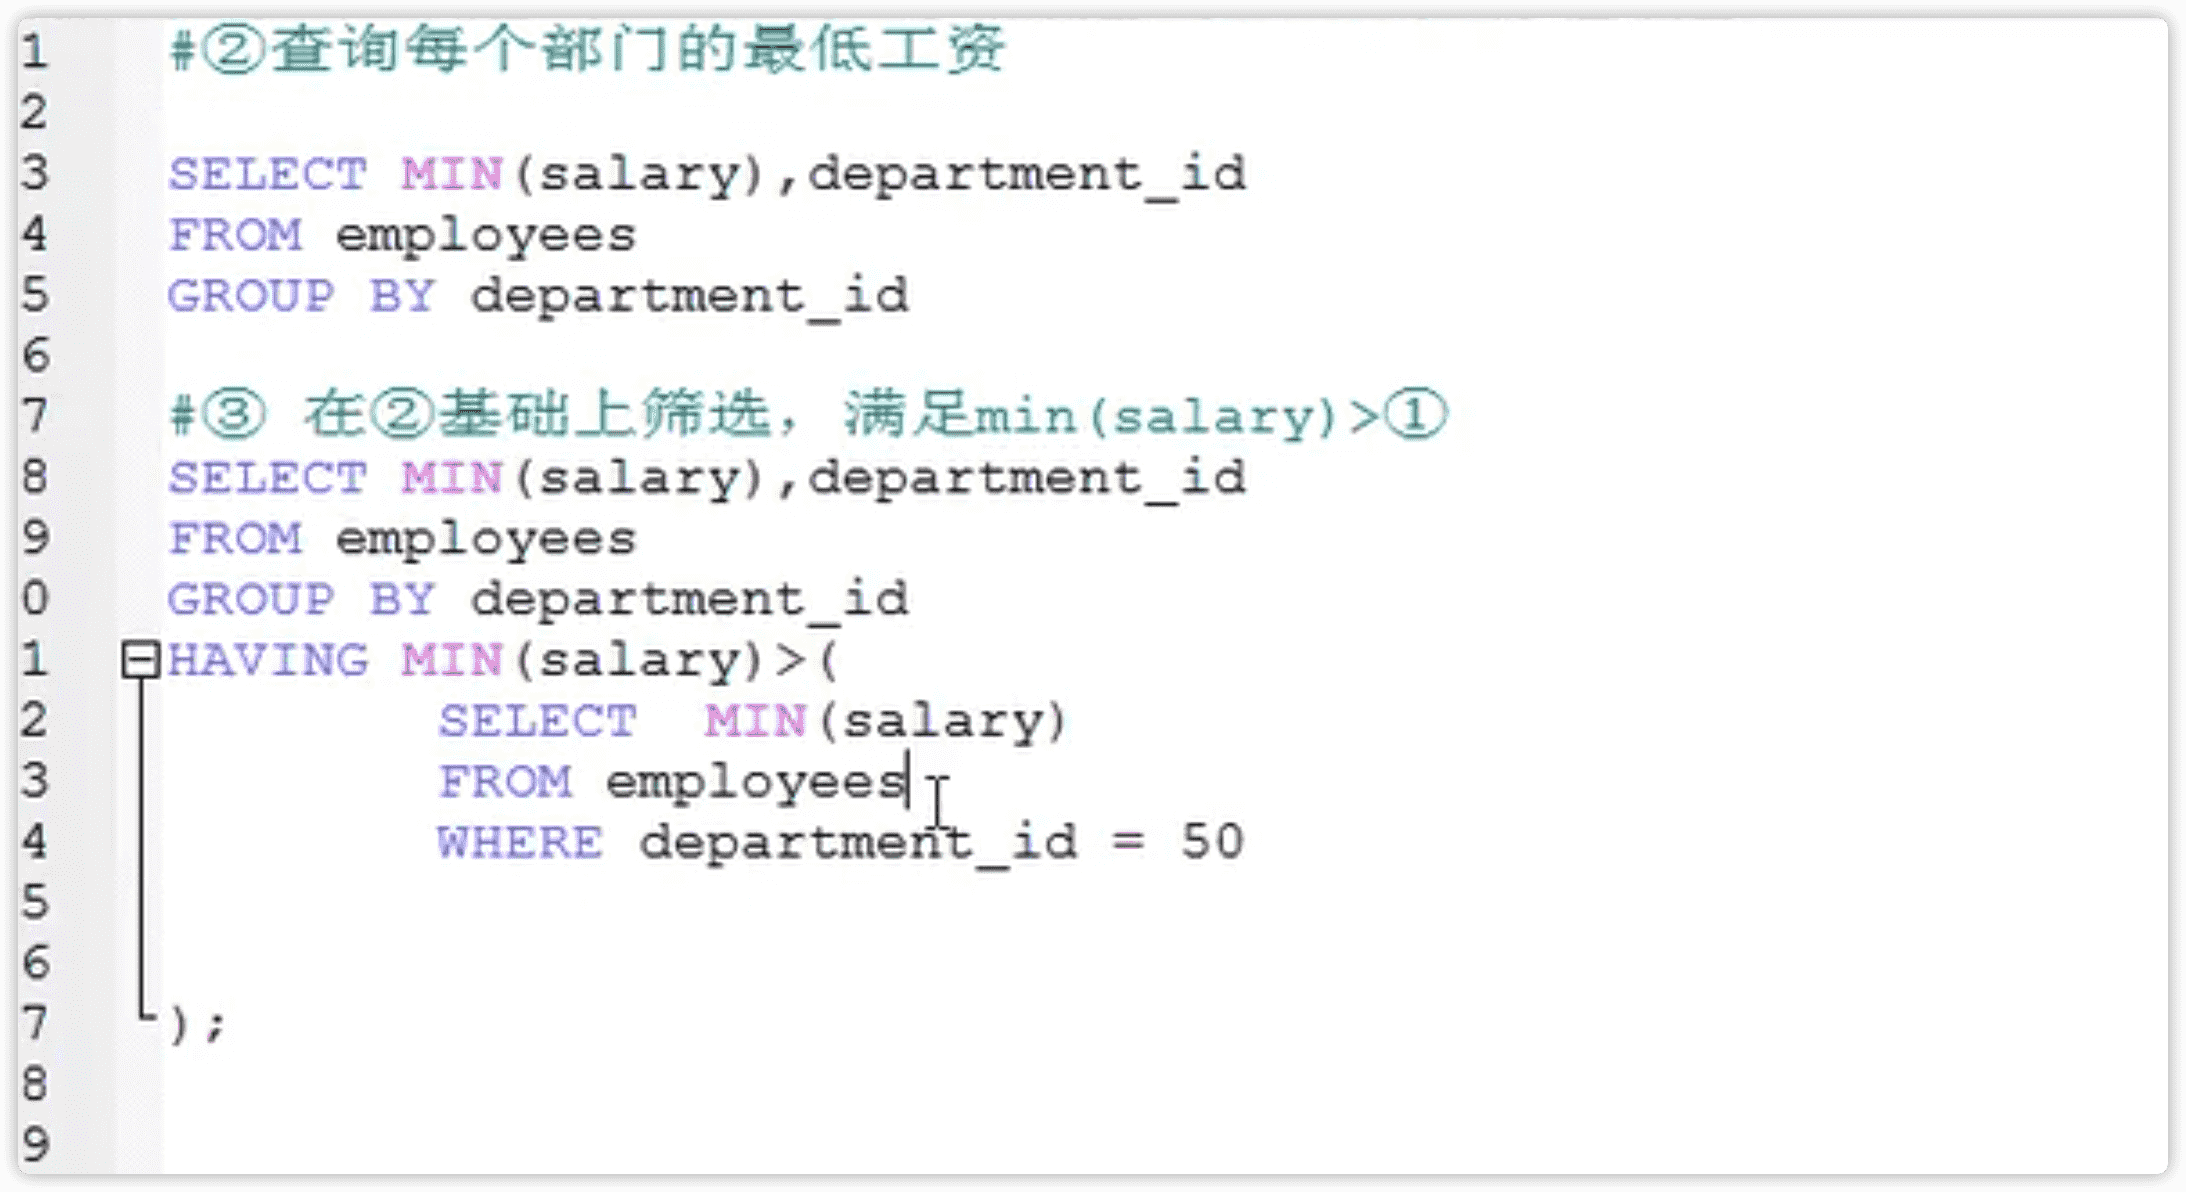 1 #②查询每个部门的最低工资
2
3 SELECT MIN(salary),department_id
4 FROM employees
5 GROUP BY department_id
6
7 #③ 在②基础上筛选，满足min(salary)>①
8 SELECT MIN(salary),department_id
9 FROM employees
0 GROUP BY department_id
1 HAVING MIN(salary)>(
2 SELECT  MIN(salary)
3 FROM employees
4 WHERE department_id = 50
5
6
7 );
8
9